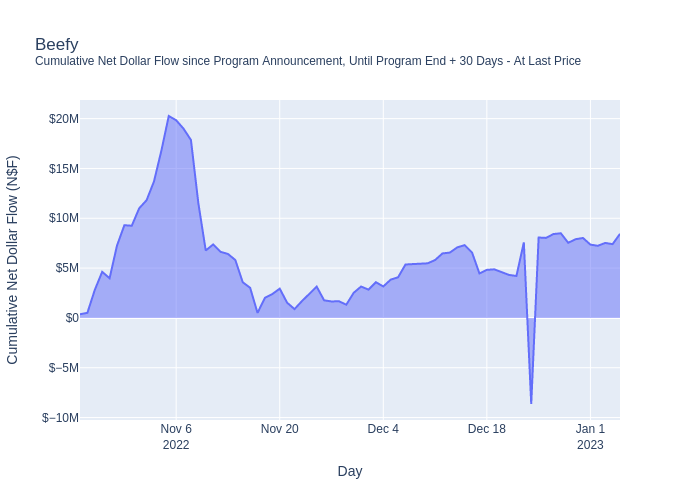 Beefy
Cumulative Net Dollar Flow since Program Announcement, Until Program End + 30 Days - At Last Price
Cumulative Net Dollar Flow (N$F)
$20M
$15M
$10M
$5M
$0
$−5M
$−10M
Nov 6
2022
Nov 20
Dec 4
Dec 18
Jan 1
2023
Day